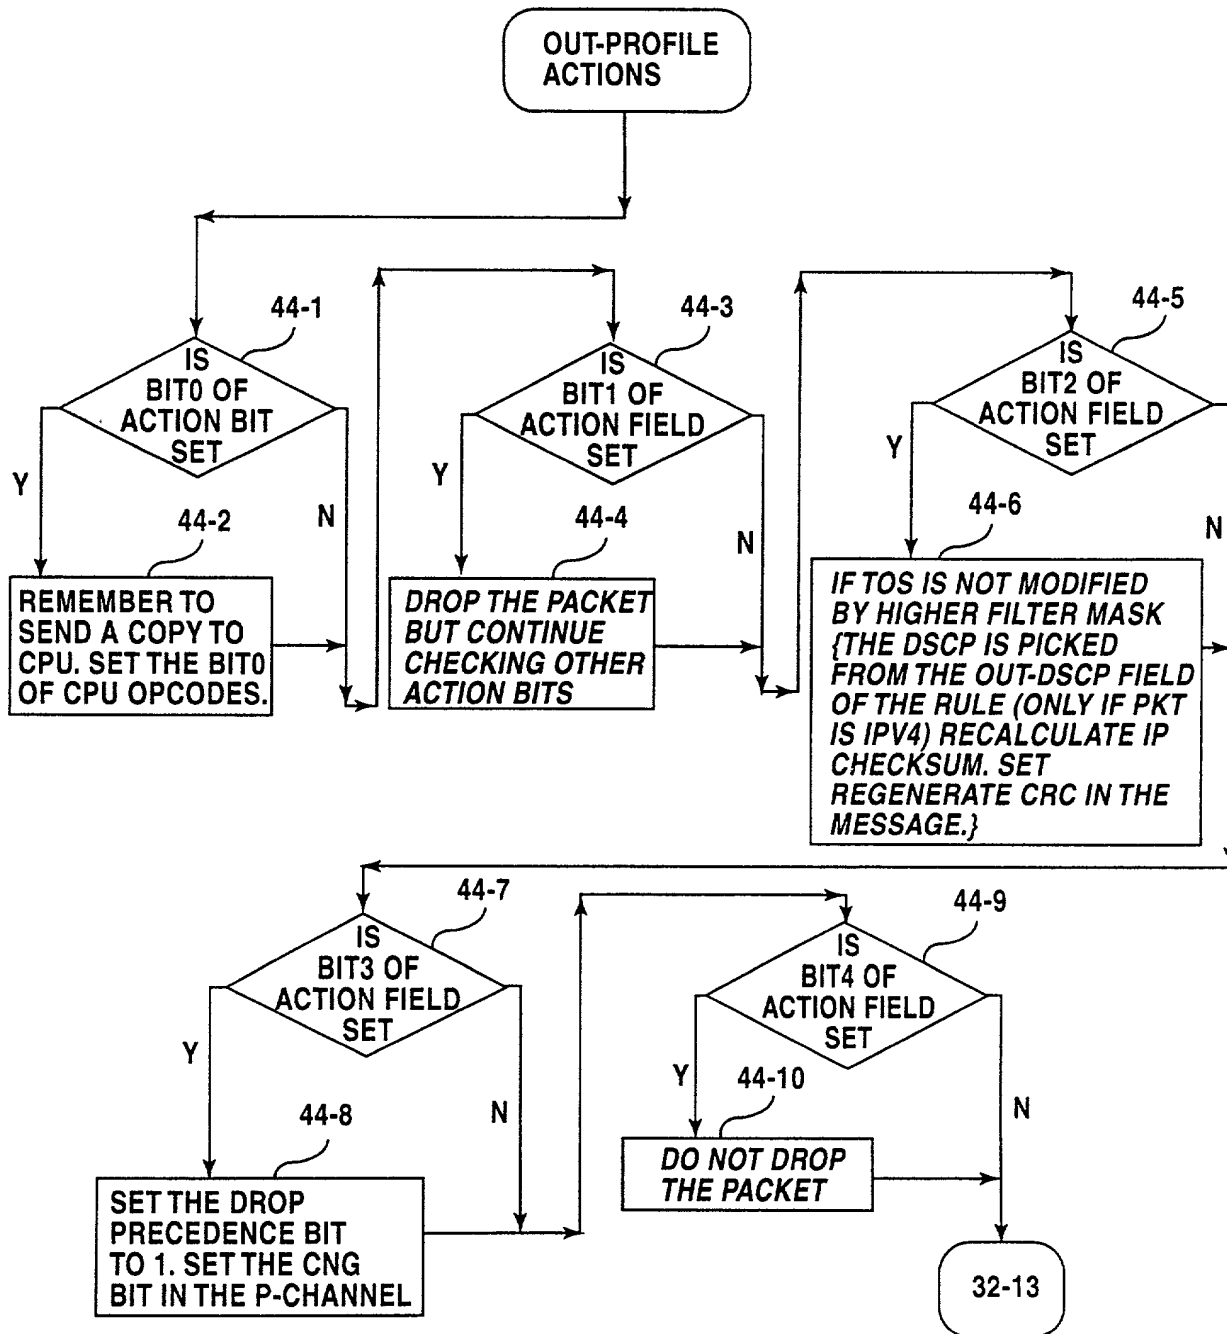 OUT-PROFILE
ACTIONS
44-1
IS
BIT0 OF
ACTION BIT
SET
Y
N
44-2
REMEMBER TO
SEND A COPY TO
CPU. SET THE BIT0
OF CPU OPCODES.
44-3
IS
BIT1 OF
ACTION FIELD
SET
Y
N
44-4
DROP THE PACKET
BUT CONTINUE
CHECKING OTHER
ACTION BITS
44-5
IS
BIT2 OF
ACTION FIELD
SET
Y
N
44-6
IF TOS IS NOT MODIFIED
BY HIGHER FILTER MASK
{THE DSCP IS PICKED
FROM THE OUT-DSCP FIELD
OF THE RULE (ONLY IF PKT
IS IPV4) RECALCULATE IP
CHECKSUM. SET
REGENERATE CRC IN THE
MESSAGE.}
44-7
IS
BIT3 OF
ACTION FIELD
SET
Y
N
44-8
SET THE DROP
PRECEDENCE BIT
TO 1. SET THE CNG
BIT IN THE P-CHANNEL
44-9
IS
BIT4 OF
ACTION FIELD
SET
Y
N
44-10
DO NOT DROP
THE PACKET
32-13